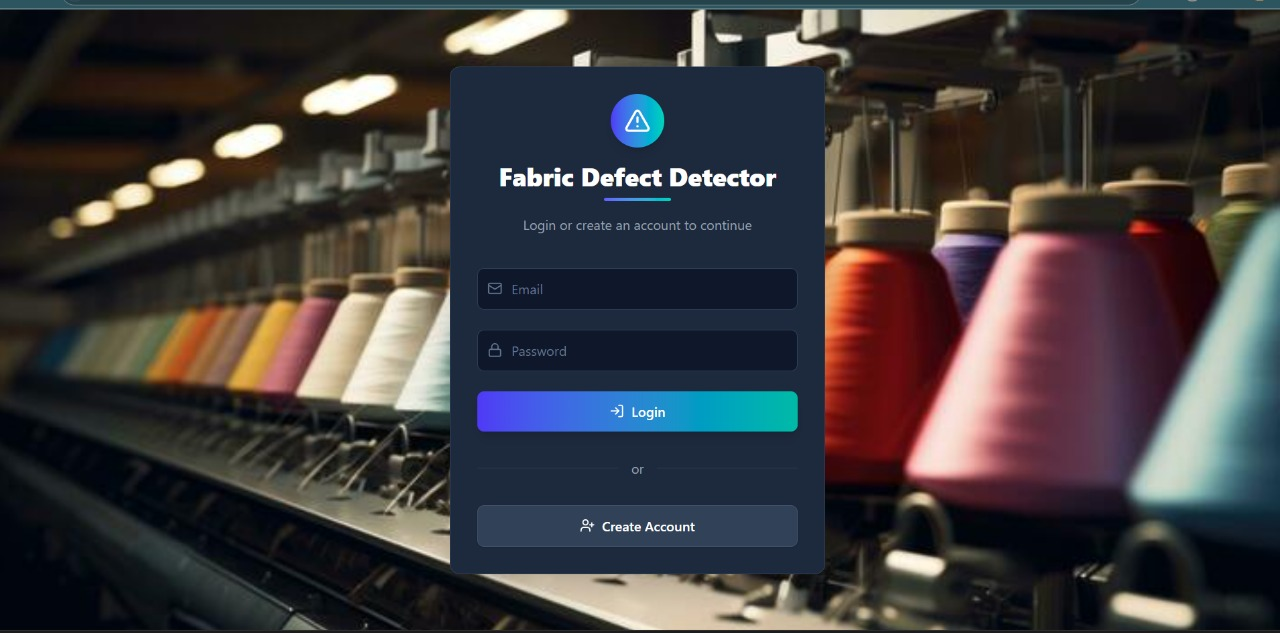 Fabric Defect Detector
Login or create an account to continue
Email
Password
Login
or
Create Account